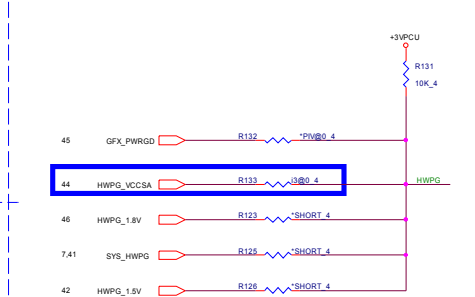 +3VPCU
R131
10K_4
45 GFX_PWRGD R132 *PIV@0_4
44 HWPG_VCCSA R133 i3@0_4 HWPG
46 HWPG_1.8V R123 *SHORT_4
7,41 SYS_HWPG R125 *SHORT_4
42 HWPG_1.5V R126 *SHORT_4